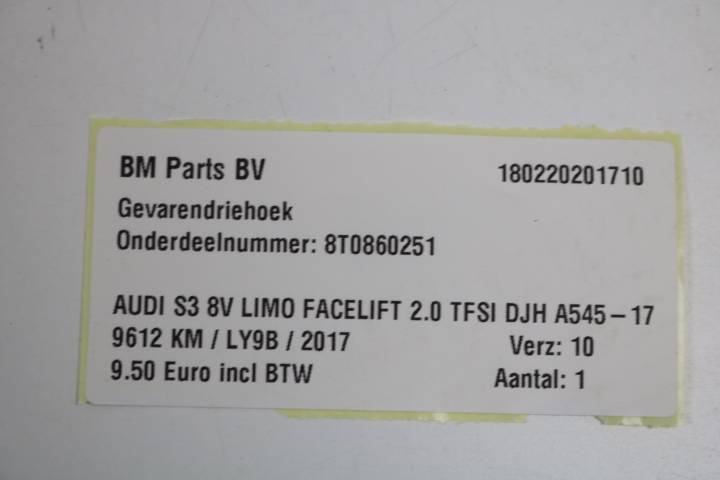 BM Parts BV 180220201710
Gevarendriehoek
Onderdeelnummer: 8T0860251
AUDI S3 8V LIMO FACELIFT 2.0 TFSI DJH A545-17
9612 KM / LY9B / 2017 Verz: 10
9.50 Euro incl BTW Aantal: 1